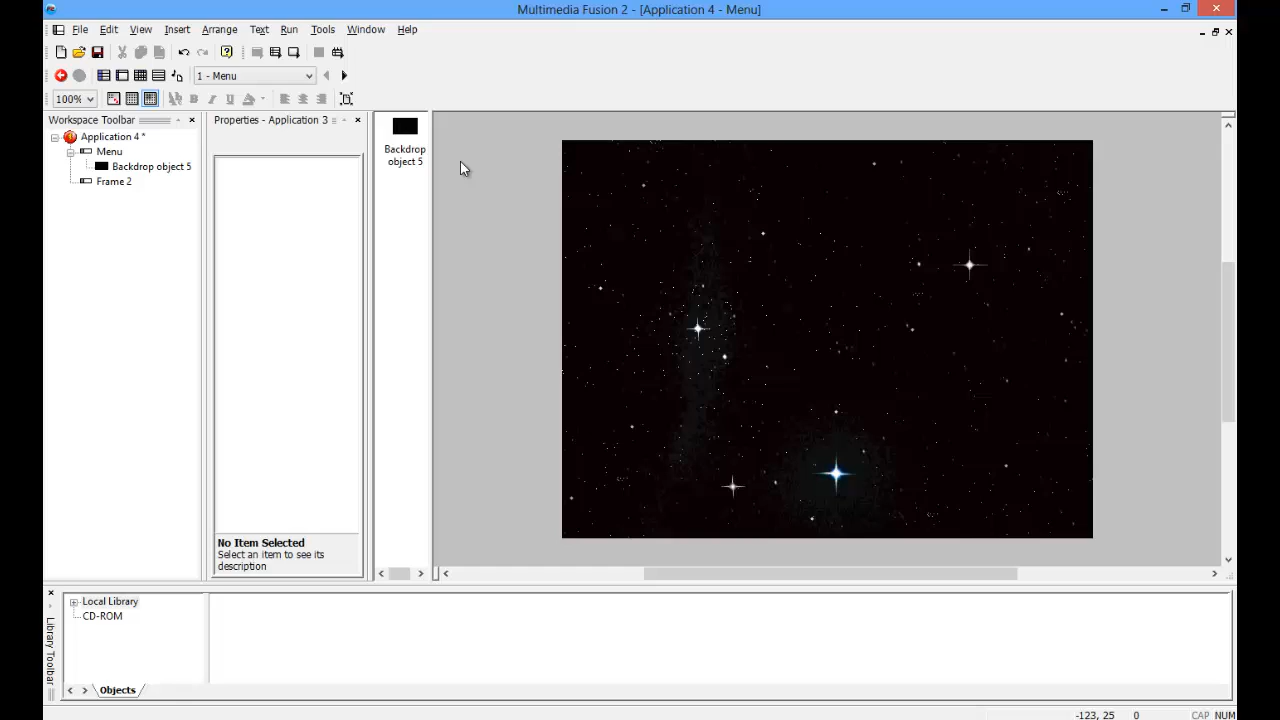 Multimedia Fusion 2 - [Application 4 - Menu]
File Edit View Insert Arrange Text Run Tools Window Help
1 - Menu
100%
Workspace Toolbar
Properties - Application 3
Application 4 *
Menu
Backdrop object 5
Frame 2
Backdrop
object 5
No Item Selected
Select an item to see its
description
Library Toolbar
Local Library
CD-ROM
Objects
-123, 25 0 CAP NUM